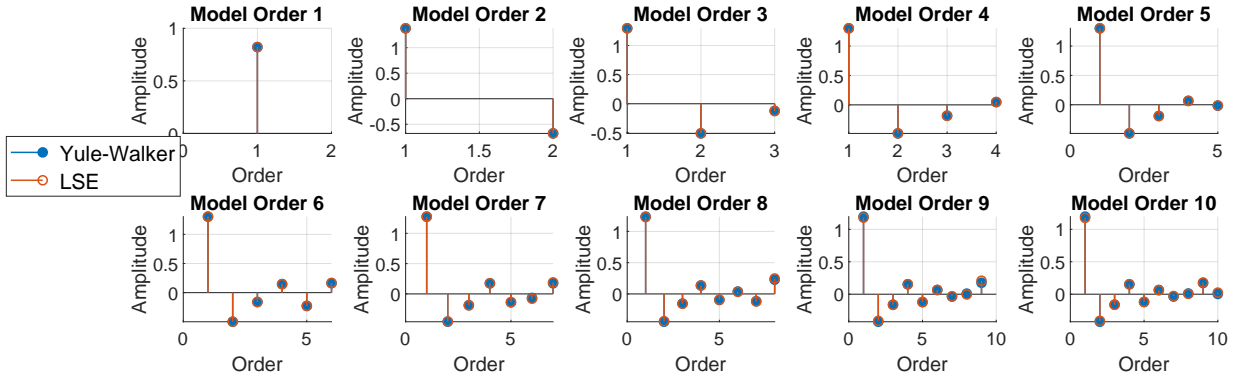 Model Order 1
Amplitude
1
0.5
0
0
1
2
Order
Model Order 2
Amplitude
1
0.5
0
-0.5
1
1.5
2
Order
Model Order 3
Amplitude
1
0.5
0
-0.5
1
2
3
Order
Model Order 4
Amplitude
1
0.5
0
1
2
3
4
Order
Model Order 5
Amplitude
1
0.5
0
0
5
Order
Yule-Walker
LSE
Model Order 6
Amplitude
1
0.5
0
0
5
Order
Model Order 7
Amplitude
1
0.5
0
0
5
Order
Model Order 8
Amplitude
1
0.5
0
0
5
Order
Model Order 9
Amplitude
1
0.5
0
0
5
10
Order
Model Order 10
Amplitude
1
0.5
0
0
5
10
Order